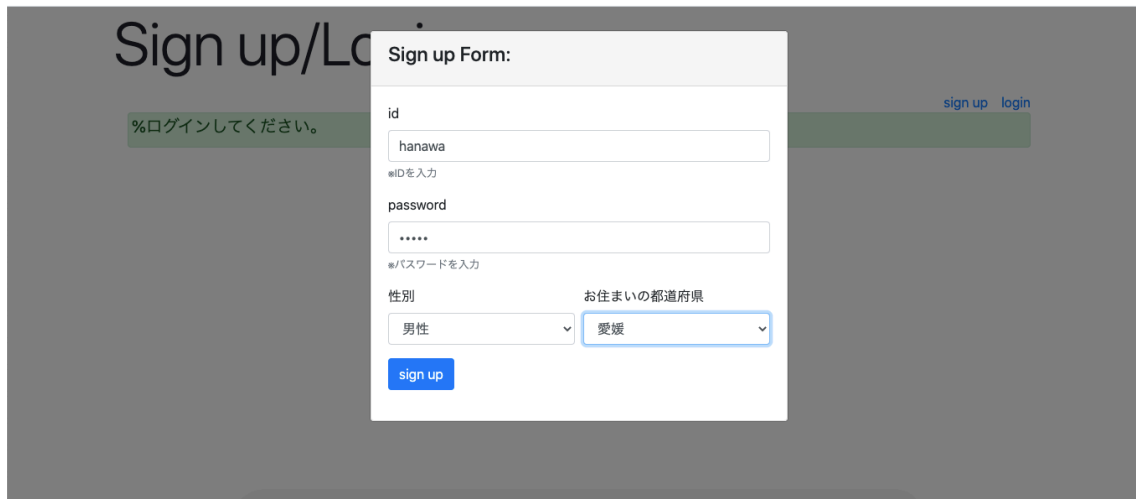 Sign up/Lo
Sign up Form:
sign up login
%ログインしてください。
id
hanawa
※IDを入力
password
•••••
※パスワードを入力
性別 お住まいの都道府県
男性 愛媛
sign up